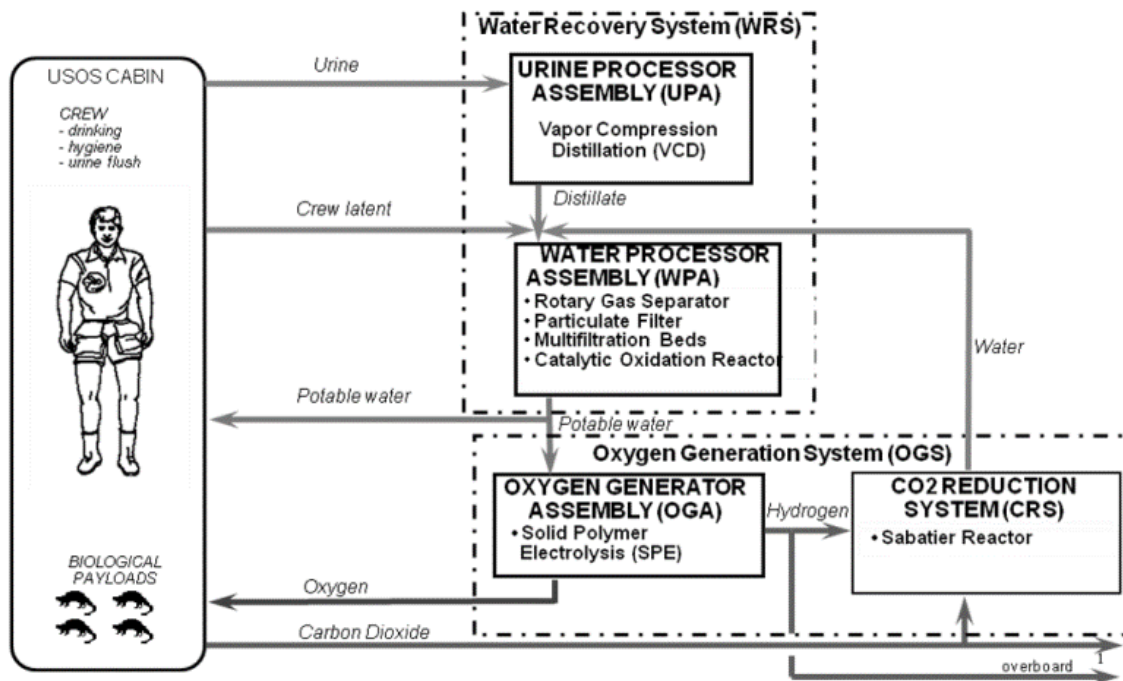 Water Recovery System (WRS)
USOS CABIN
CREW
- drinking
- hygiene
- urine flush
Urine
URINE PROCESSOR
ASSEMBLY (UPA)
Vapor Compression
Distillation (VCD)
Distillate
Crew latent
WATER PROCESSOR
ASSEMBLY (WPA)
• Rotary Gas Separator
• Particulate Filter
• Multifiltration Beds
• Catalytic Oxidation Reactor
Water
Potable water
Potable water
Oxygen Generation System (OGS)
OXYGEN GENERATOR
ASSEMBLY (OGA)
• Solid Polymer
Electrolysis (SPE)
Hydrogen
CO2 REDUCTION
SYSTEM (CRS)
• Sabatier Reactor
BIOLOGICAL
PAYLOADS
Oxygen
Carbon Dioxide
1
overboard